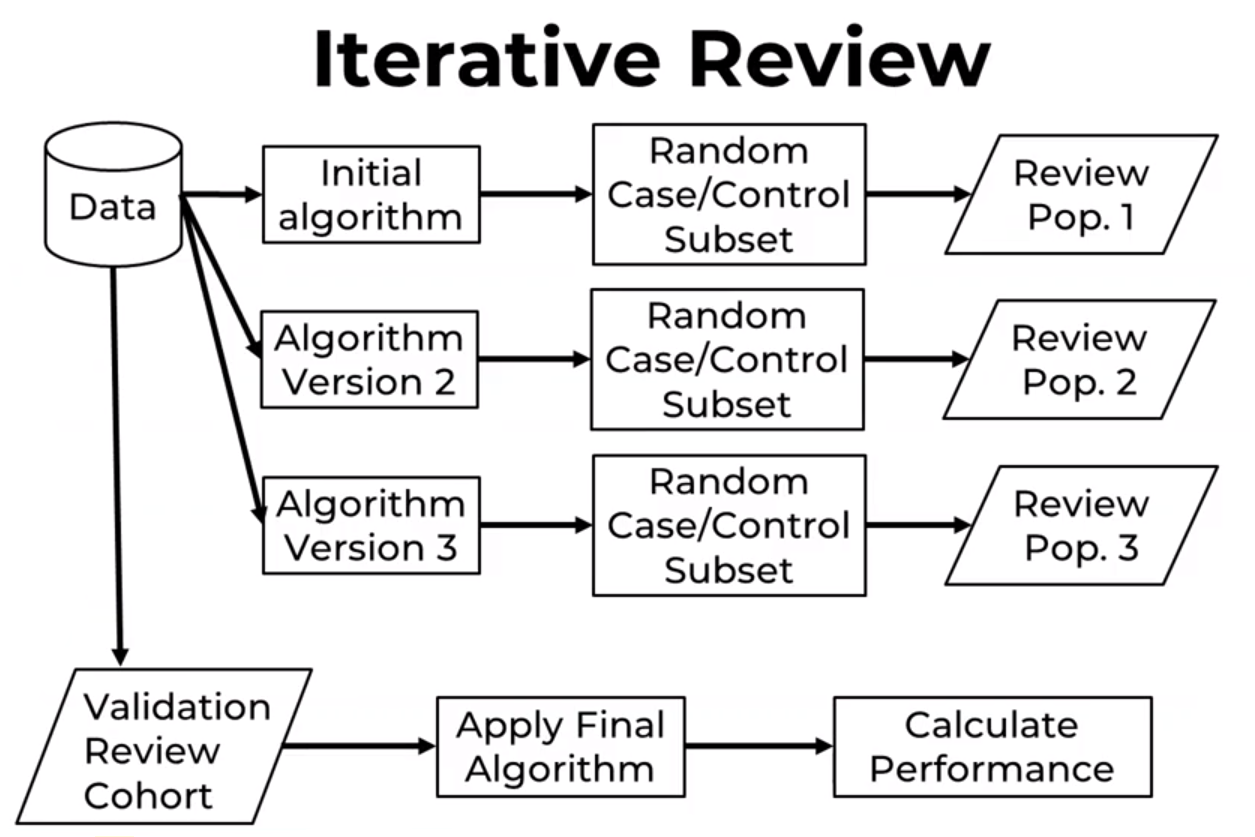 Iterative Review
Data
Initial
algorithm
Random
Case/Control
Subset
Review
Pop. 1
Algorithm
Version 2
Random
Case/Control
Subset
Review
Pop. 2
Algorithm
Version 3
Random
Case/Control
Subset
Review
Pop. 3
Validation
Review
Cohort
Apply Final
Algorithm
Calculate
Performance